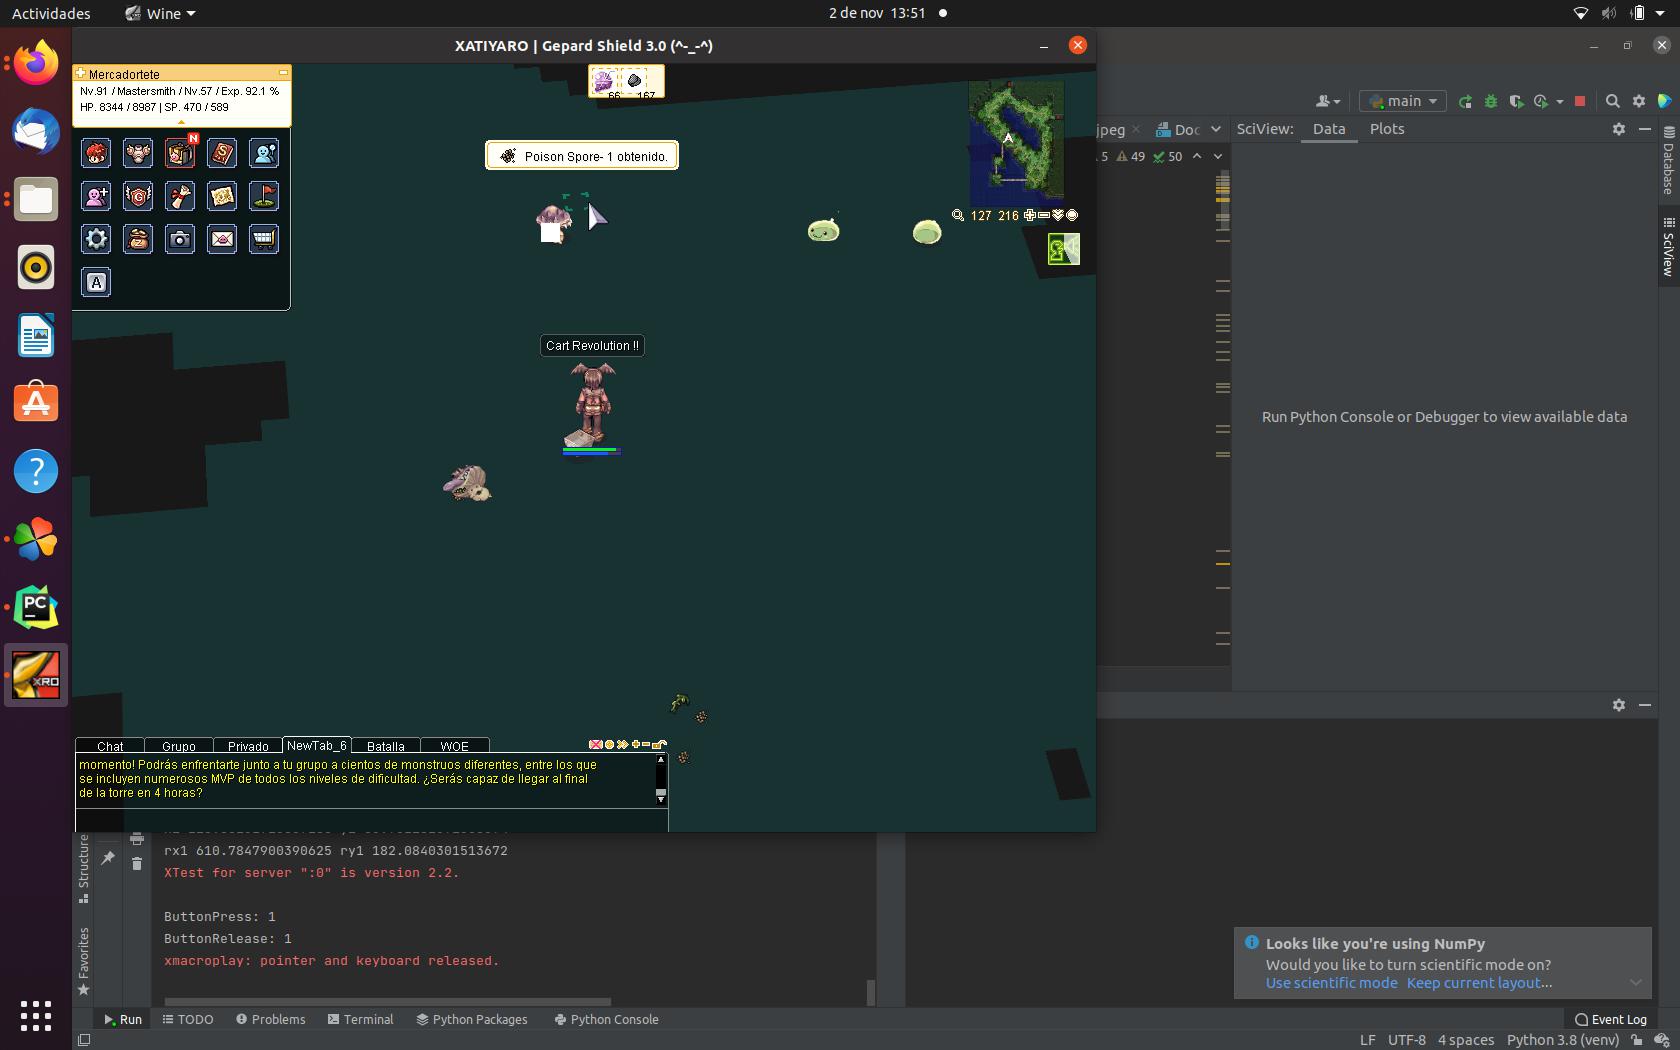 Actividades
Wine
2 de nov 13:51
XATIYARO | Gepard Shield 3.0 (^-_-^)
Mercadortete
Nv.91 / Mastersmith / Nv.57 / Exp. 92.1 %
HP. 8344 / 8987 | SP. 470 / 589
66
167
N
G
A
Poison Spore- 1 obtenido.
A
127 216
Cart Revolution !!
Chat
Grupo
Privado
NewTab_6
Batalla
WOE
momento! Podrás enfrentarte junto a tu grupo a cientos de monstruos diferentes, entre los que
se incluyen numerosos MVP de todos los niveles de dificultad. ¿Serás capaz de llegar al final
de la torre en 4 horas?
PC
XRO
main
jpeg
Doc
SciView:
Data
Plots
5
49
50
Database
SciView
Run Python Console or Debugger to view available data
rx1 610.7847900390625 ry1 182.0840301513672
XTest for server ":0" is version 2.2.
ButtonPress: 1
ButtonRelease: 1
xmacroplay: pointer and keyboard released.
Structure
Favorites
Looks like you're using NumPy
Would you like to turn scientific mode on?
Use scientific mode Keep current layout...
Run
TODO
Problems
Terminal
Python Packages
Python Console
Event Log
LF UTF-8 4 spaces Python 3.8 (venv)